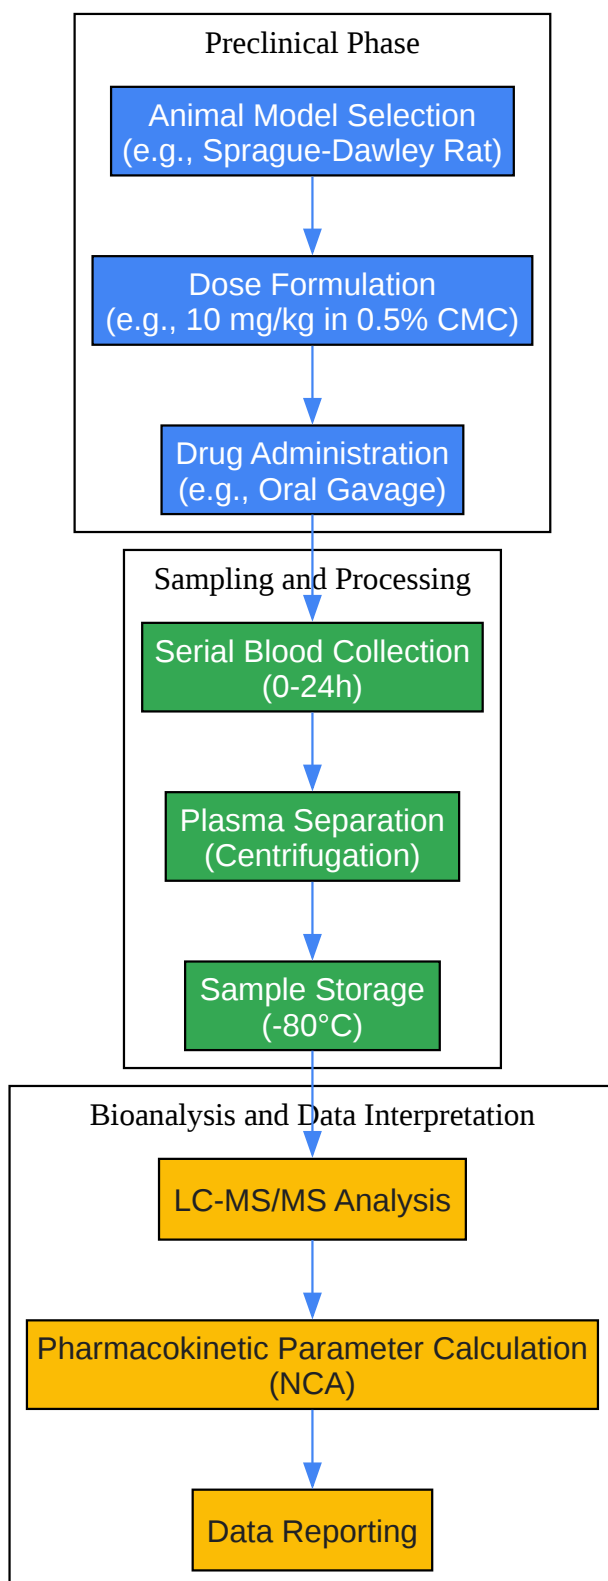 Preclinical Phase
Animal Model Selection
(e.g., Sprague-Dawley Rat)
Dose Formulation
(e.g., 10 mg/kg in 0.5% CMC)
Drug Administration
(e.g., Oral Gavage)
Sampling and Processing
Serial Blood Collection
(0-24h)
Plasma Separation
(Centrifugation)
Sample Storage
(-80°C)
Bioanalysis and Data Interpretation
LC-MS/MS Analysis
Pharmacokinetic Parameter Calculation
(NCA)
Data Reporting